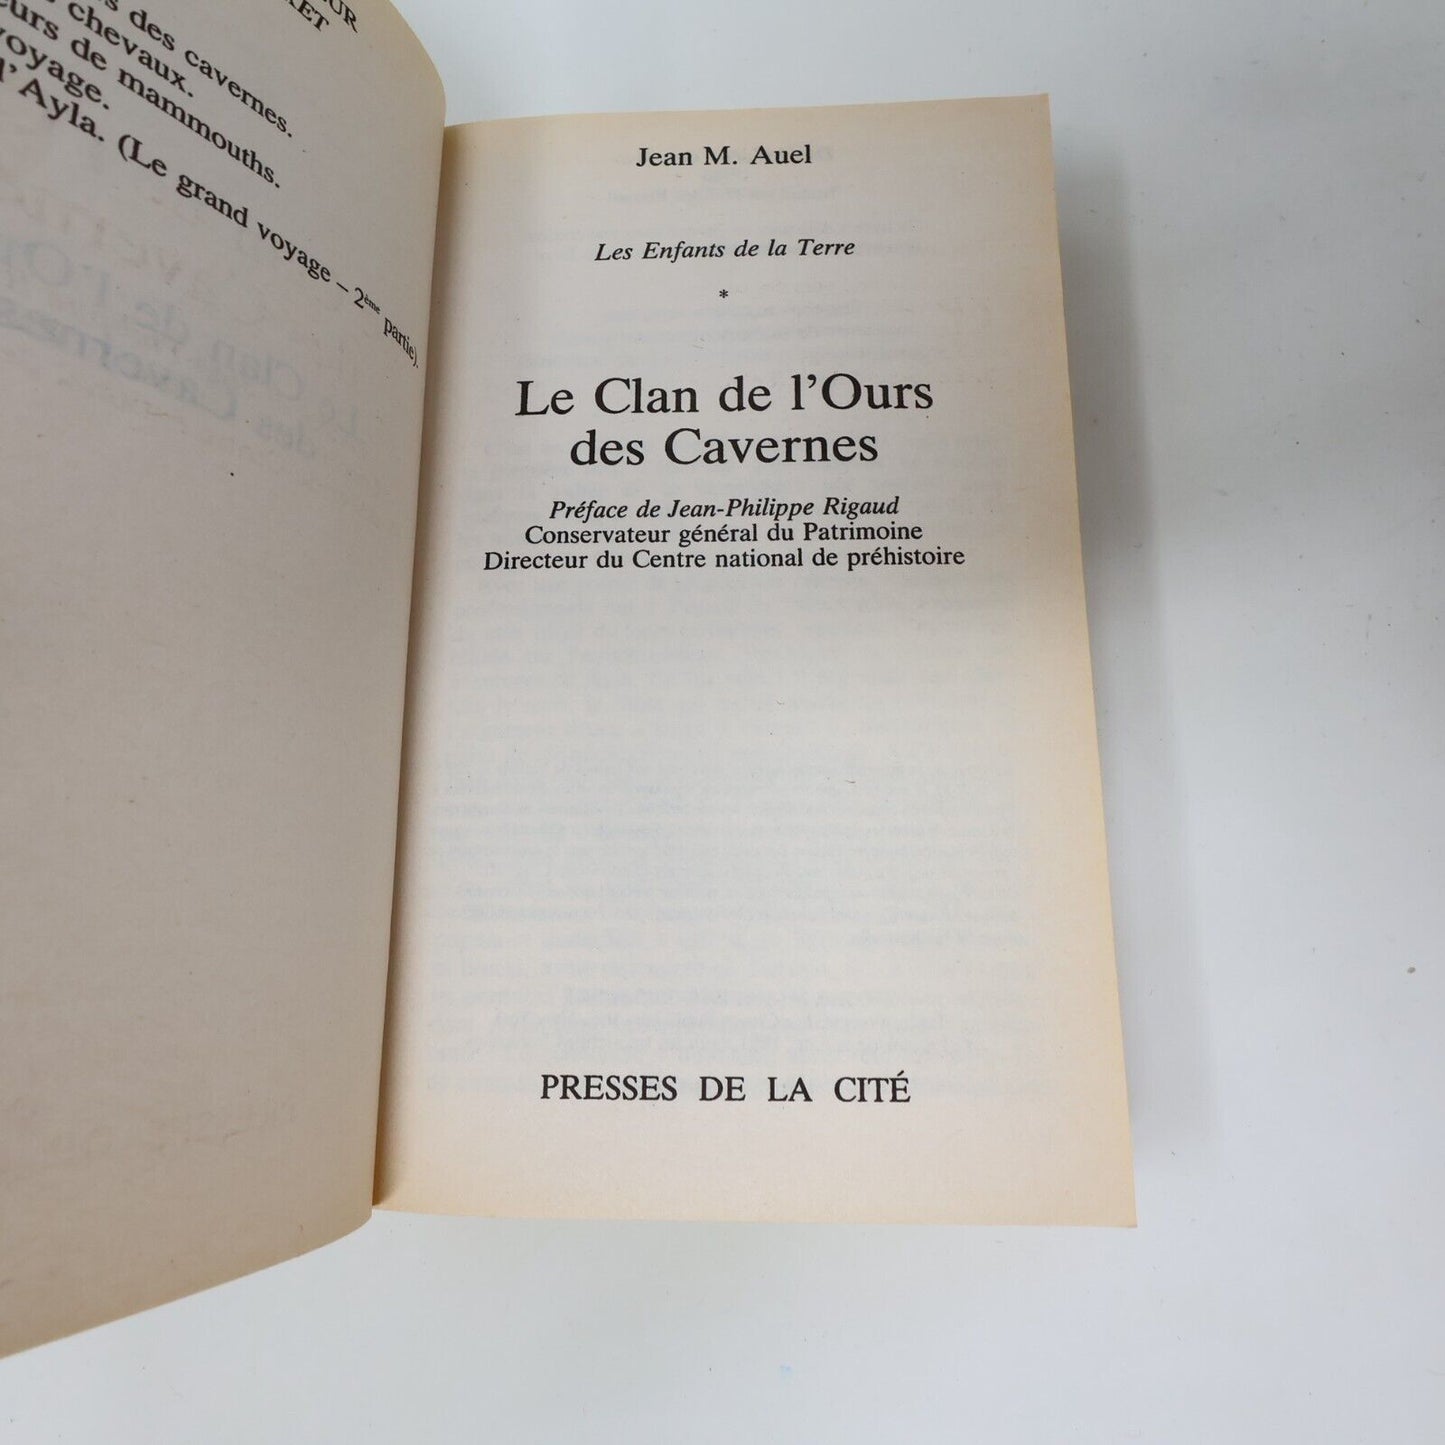 des cavernes.
chevaux.
de mammouths.
voyage.
d'Ayla. (Le grand voyage – 2ème partie).
Jean M. Auel
Les Enfants de la Terre
*
Le Clan de l'Ours
des Cavernes
Préface de Jean-Philippe Rigaud
Conservateur général du Patrimoine
Directeur du Centre national de préhistoire
PRESSES DE LA CITÉ